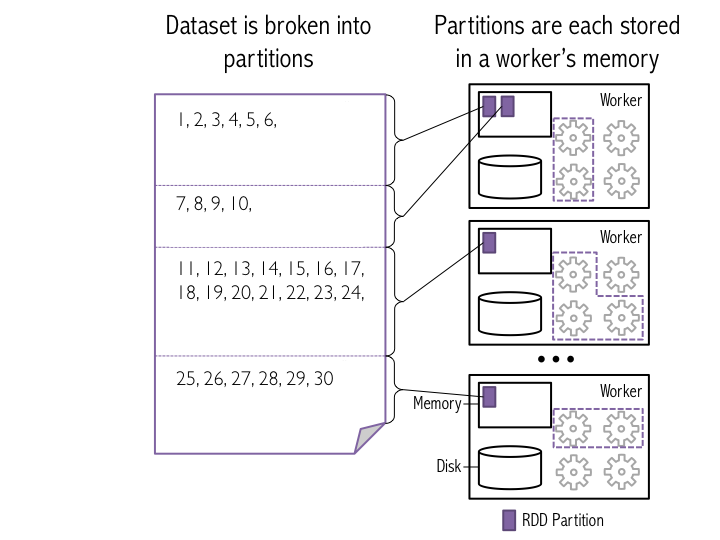 Dataset is broken into
partitions
Partitions are each stored
in a worker's memory
1, 2, 3, 4, 5, 6,
7, 8, 9, 10,
11, 12, 13, 14, 15, 16, 17,
18, 19, 20, 21, 22, 23, 24,
25, 26, 27, 28, 29, 30
Worker
Worker
Worker
Memory
Disk
RDD Partition